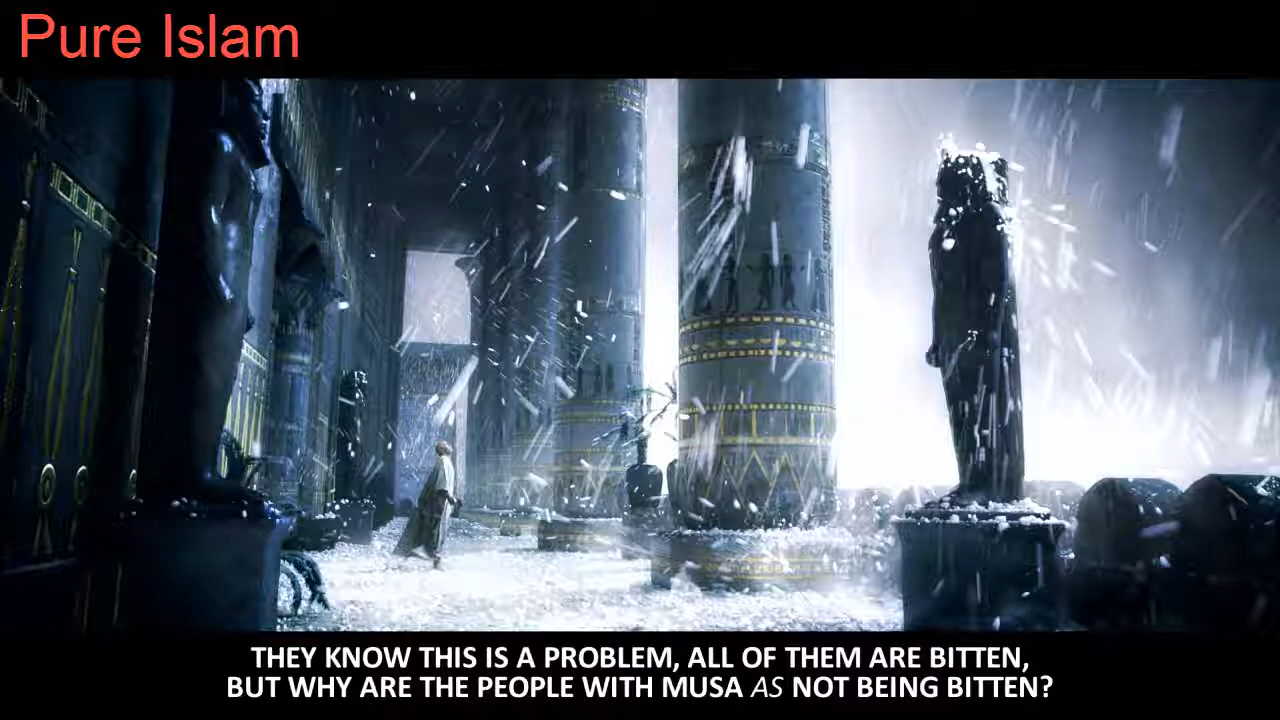 Pure Islam
THEY KNOW THIS IS A PROBLEM, ALL OF THEM ARE BITTEN,
BUT WHY ARE THE PEOPLE WITH MUSA AS NOT BEING BITTEN?